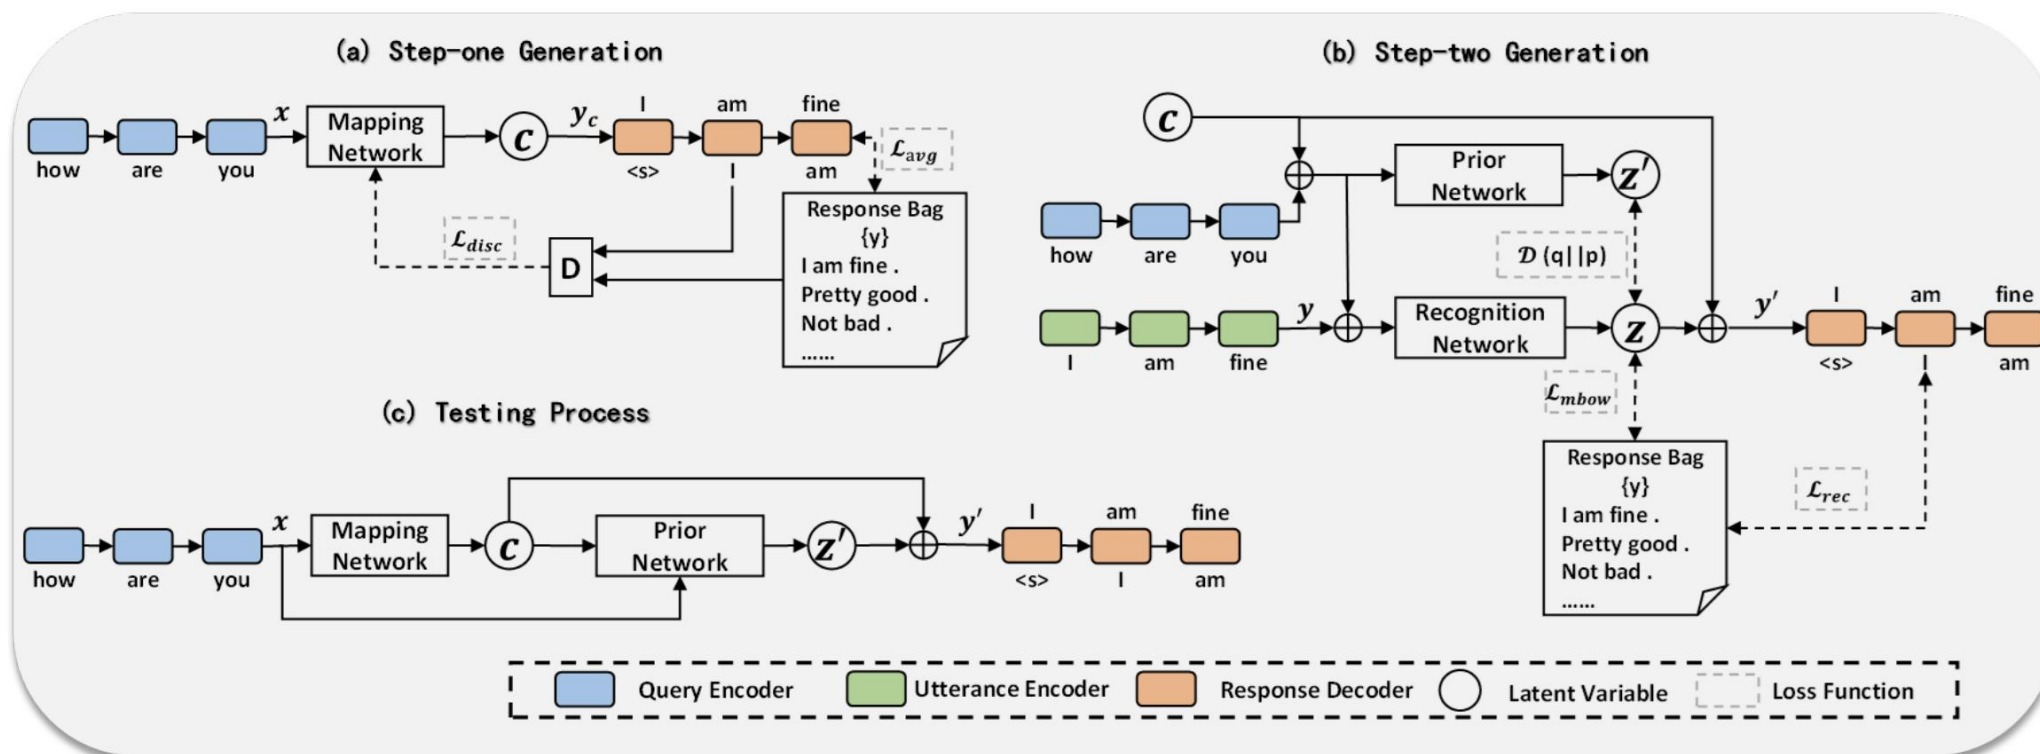 (a) Step-one Generation
x
Mapping
Network
c
y_c
I
am
fine
how
are
you
<s>
I
am
ℒ_avg
Response Bag
{y}
I am fine .
Pretty good .
Not bad .
......
ℒ_disc
D
(b) Step-two Generation
c
Prior
Network
z′
how
are
you
𝒟 (q||p)
I
am
fine
y
Recognition
Network
z
y′
I
am
fine
<s>
I
am
ℒ_mbow
Response Bag
{y}
I am fine .
Pretty good .
Not bad .
......
ℒ_rec
(c) Testing Process
x
Mapping
Network
c
Prior
Network
z′
y′
I
am
fine
how
are
you
<s>
I
am
Query Encoder
Utterance Encoder
Response Decoder
Latent Variable
Loss Function